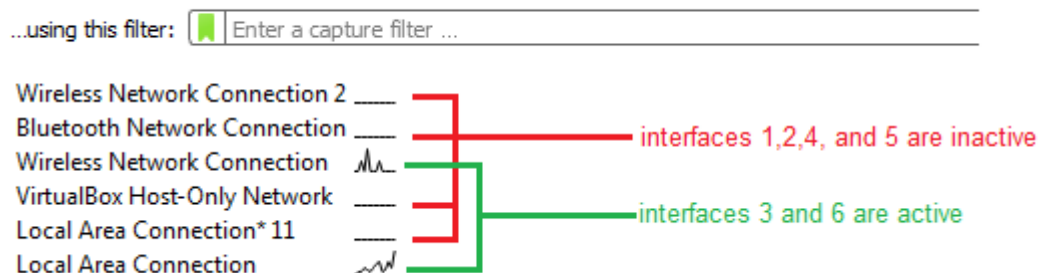 ...using this filter: Enter a capture filter ...
Wireless Network Connection 2
Bluetooth Network Connection
interfaces 1,2,4, and 5 are inactive
Wireless Network Connection
VirtualBox Host-Only Network
interfaces 3 and 6 are active
Local Area Connection* 11
Local Area Connection